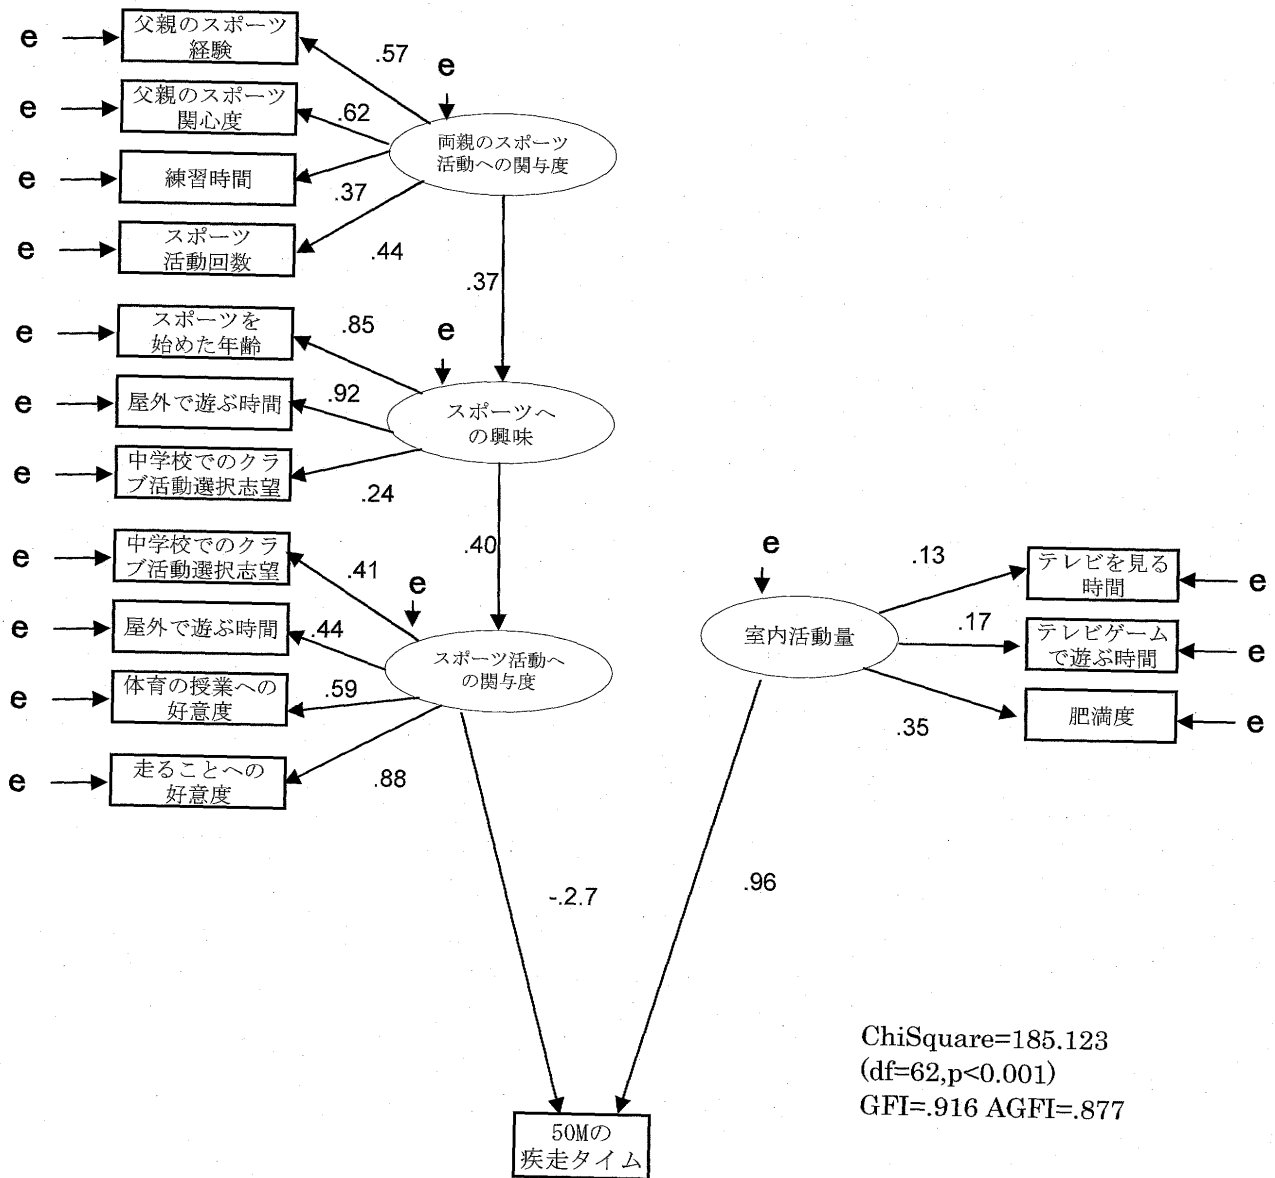 e
父親のスポーツ
経験
.57
e
e
父親のスポーツ
関心度
.62
両親のスポーツ
活動への関与度
e
練習時間
.37
e
スポーツ
活動回数
.44
.37
e
スポーツを
始めた年齢
.85
e
e
屋外で遊ぶ時間
.92
スポーツへ
の興味
e
中学校でのクラ
ブ活動選択志望
.24
.40
e
中学校でのクラ
ブ活動選択志望
.41
e
e
屋外で遊ぶ時間
.44
スポーツ活動へ
の関与度
e
体育の授業への
好意度
.59
e
走ることへの
好意度
.88
e
室内活動量
.13
テレビを見る
時間
e
.17
テレビゲーム
で遊ぶ時間
e
.35
肥満度
e
-.2.7
.96
50Mの
疾走タイム
ChiSquare=185.123
(df=62,p<0.001)
GFI=.916 AGFI=.877